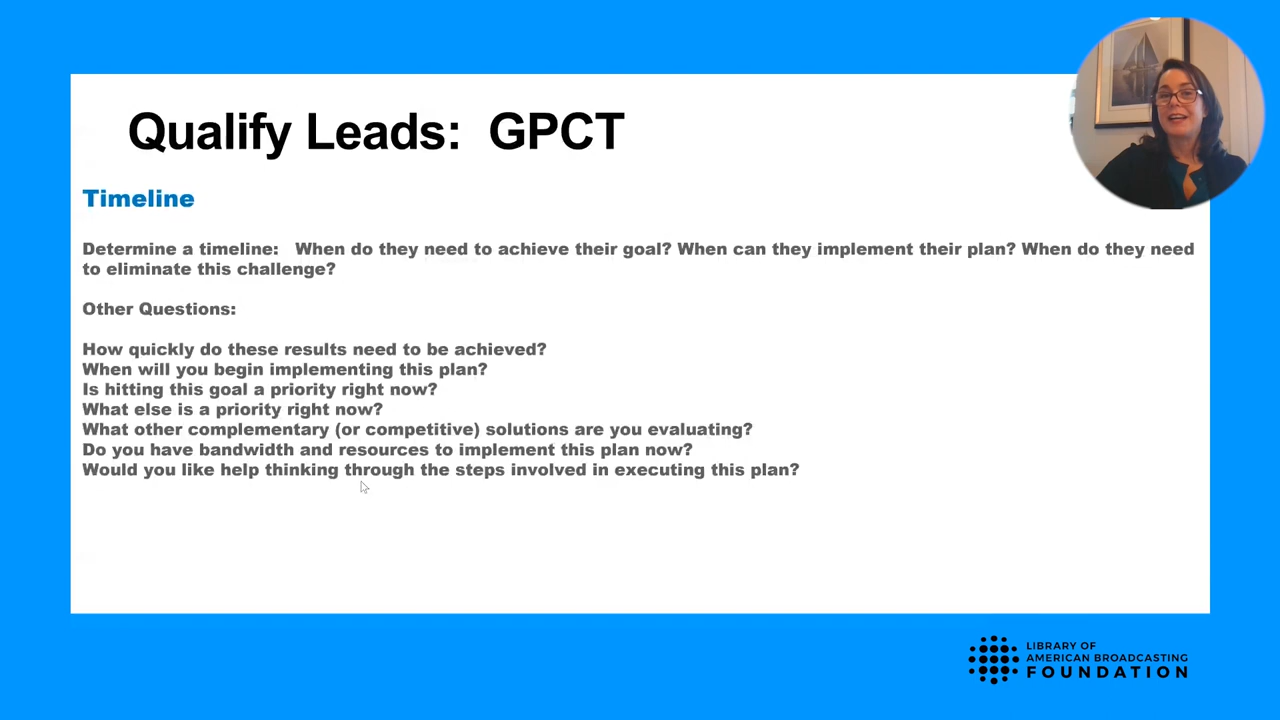 Qualify Leads: GPCT
Timeline
Determine a timeline: When do they need to achieve their goal? When can they implement their plan? When do they need
to eliminate this challenge?
Other Questions:
How quickly do these results need to be achieved?
When will you begin implementing this plan?
Is hitting this goal a priority right now?
What else is a priority right now?
What other complementary (or competitive) solutions are you evaluating?
Do you have bandwidth and resources to implement this plan now?
Would you like help thinking through the steps involved in executing this plan?
LIBRARY OF
AMERICAN BROADCASTING
FOUNDATION